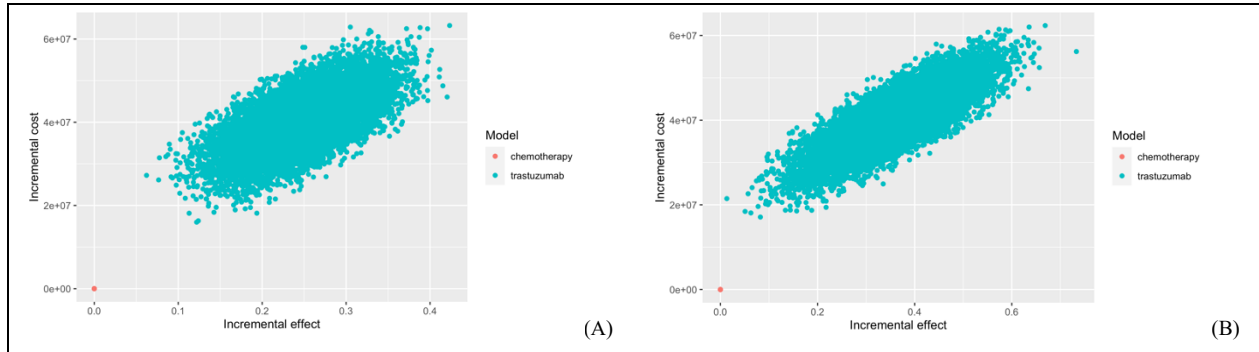 6e+07
4e+07
2e+07
0e+00
Incremental cost
0.0
0.1
0.2
0.3
0.4
Incremental effect
Model
chemotherapy
trastuzumab
(A)
6e+07
4e+07
2e+07
0e+00
Incremental cost
0.0
0.2
0.4
0.6
Incremental effect
Model
chemotherapy
trastuzumab
(B)